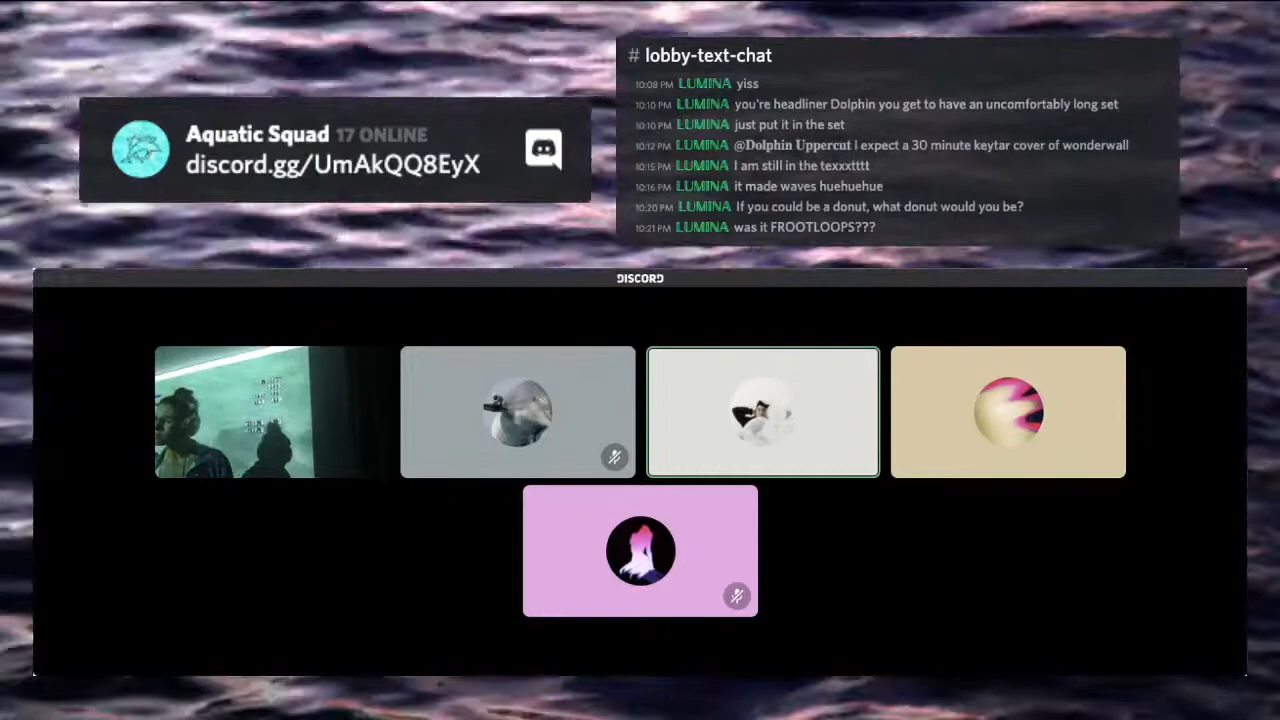 Aquatic Squad 17 ONLINE
discord.gg/UmAkQQ8EyX
# lobby-text-chat
10:08 PM LUMINA yiss
10:10 PM LUMINA you're headliner Dolphin you get to have an uncomfortably long set
10:10 PM LUMINA just put it in the set
10:12 PM LUMINA @Dolphin Uppercut I expect a 30 minute keytar cover of wonderwall
10:15 PM LUMINA I am still in the texxxtttt
10:16 PM LUMINA it made waves huehuehue
10:20 PM LUMINA If you could be a donut, what donut would you be?
10:21 PM LUMINA was it FROOTLOOPS???
DISCORD